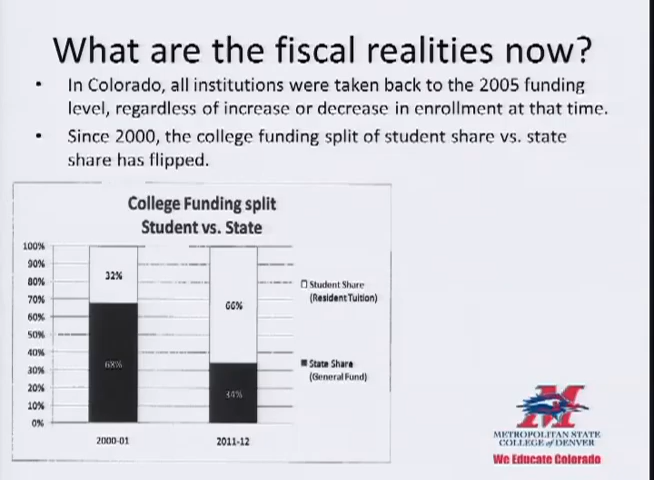 What are the fiscal realities now?
• In Colorado, all institutions were taken back to the 2005 funding
level, regardless of increase or decrease in enrollment at that time.
• Since 2000, the college funding split of student share vs. state
share has flipped.
College Funding split
Student vs. State
100%
90%
80%
70%
60%
50%
40%
30%
20%
10%
0%
32%
68%
66%
34%
2000-01
2011-12
Student Share
(Resident Tuition)
State Share
(General Fund)
METROPOLITAN STATE
COLLEGE of DENVER
We Educate Colorado